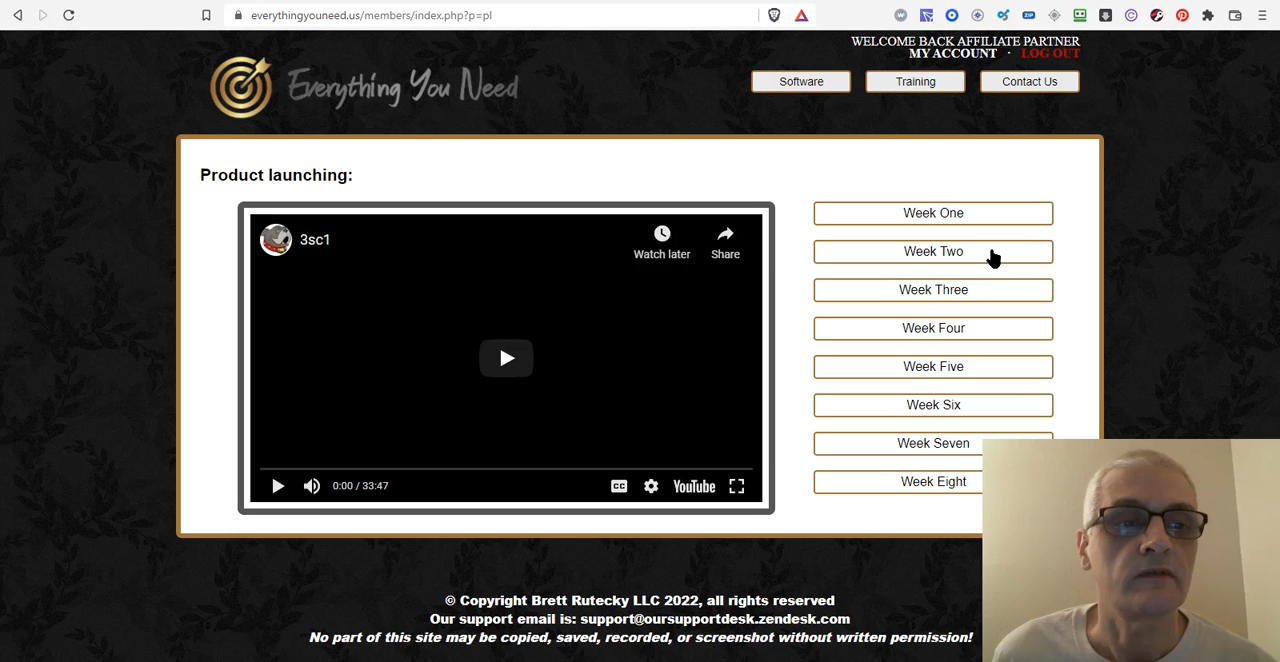 everythingyouneed.us/members/index.php?p=pl
ZIP
WELCOME BACK AFFILIATE PARTNER
MY ACCOUNT · LOG OUT
Everything You Need
Software
Training
Contact Us
Product launching:
3sc1
Watch later
Share
CC
0:00 / 33:47
YouTube
Week One
Week Two
Week Three
Week Four
Week Five
Week Six
Week Seven
Week Eight
© Copyright Brett Rutecky LLC 2022, all rights reserved
Our support email is: support@oursupportdesk.zendesk.com
No part of this site may be copied, saved, recorded, or screenshot without written permission!